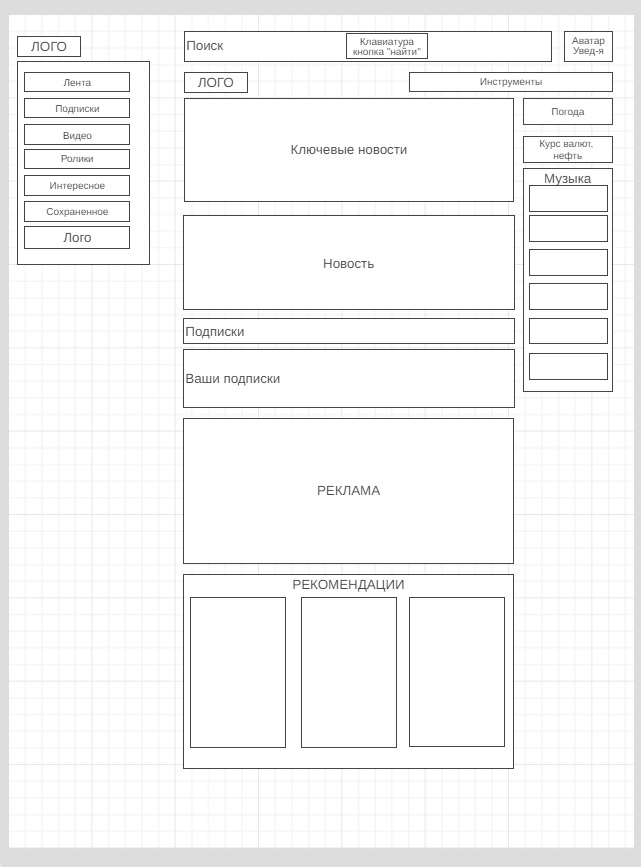 ЛОГО
Лента
Подписки
Видео
Ролики
Интересное
Сохраненное
Лого
Поиск
Клавиатура
кнопка "найти"
Аватар
Увед-я
ЛОГО
Инструменты
Ключевые новости
Новость
Подписки
Ваши подписки
РЕКЛАМА
РЕКОМЕНДАЦИИ
Погода
Курс валют,
нефть
Музыка